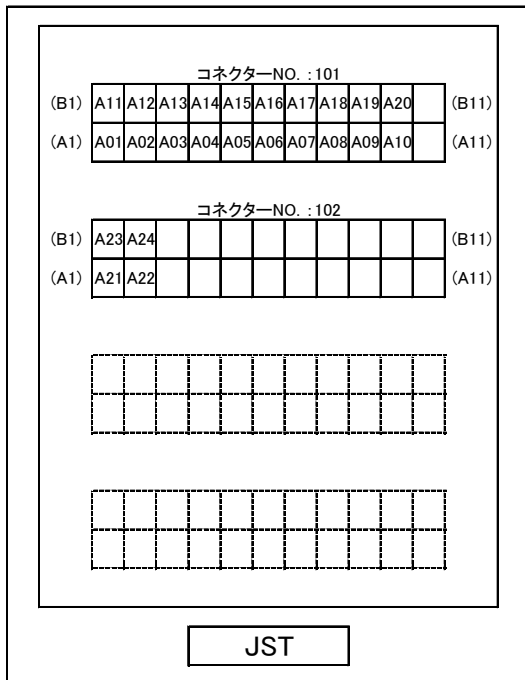 コネクターNO. :101
(B1) A11 A12 A13 A14 A15 A16 A17 A18 A19 A20 (B11)
(A1) A01 A02 A03 A04 A05 A06 A07 A08 A09 A10 (A11)
コネクターNO. :102
(B1) A23 A24 (B11)
(A1) A21 A22 (A11)
JST